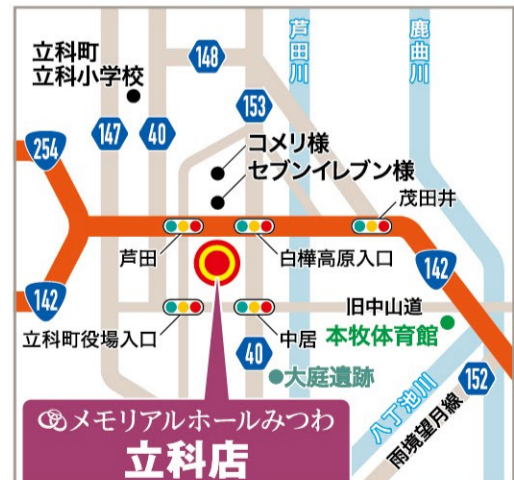 立科町
立科小学校
148
芦田川
鹿曲川
153
254
147
40
コメリ様
セブンイレブン様
茂田井
芦田
白樺高原入口
142
142
旧中山道
立科町役場入口
中居
本牧体育館
40
大庭遺跡
八丁池川
152
雨境望月線
メモリアルホールみつわ
立科店